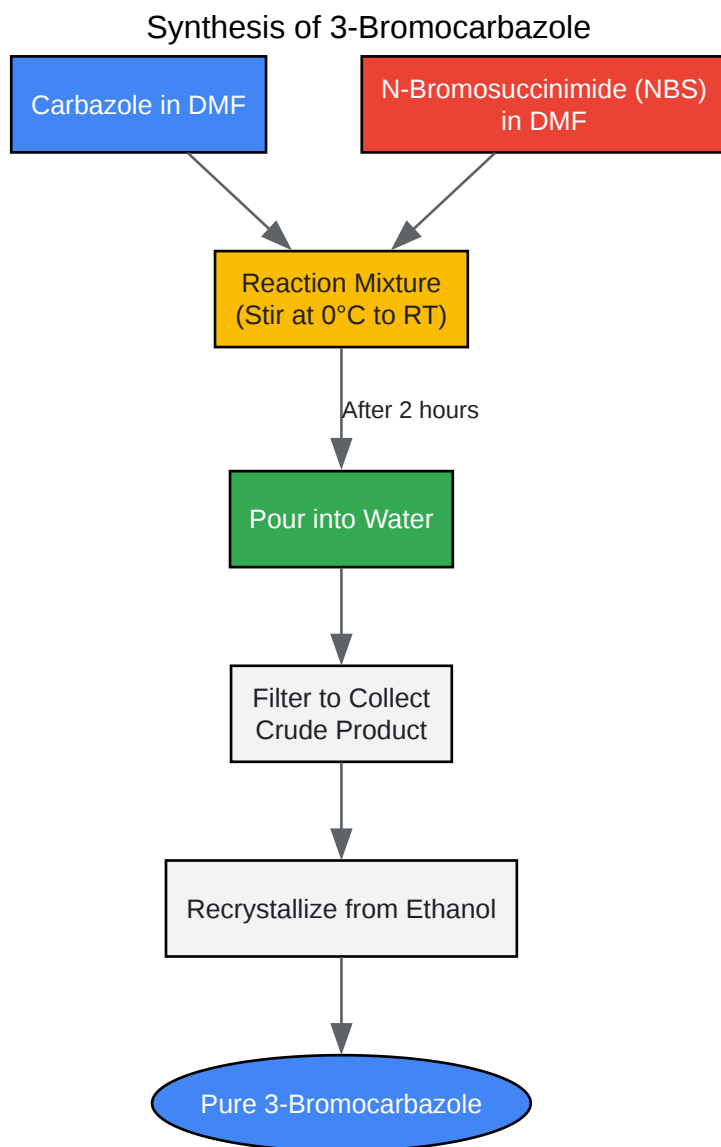 Synthesis of 3-Bromocarbazole
Carbazole in DMF
N-Bromosuccinimide (NBS)
in DMF
Reaction Mixture
(Stir at 0°C to RT)
After 2 hours
Pour into Water
Filter to Collect
Crude Product
Recrystallize from Ethanol
Pure 3-Bromocarbazole